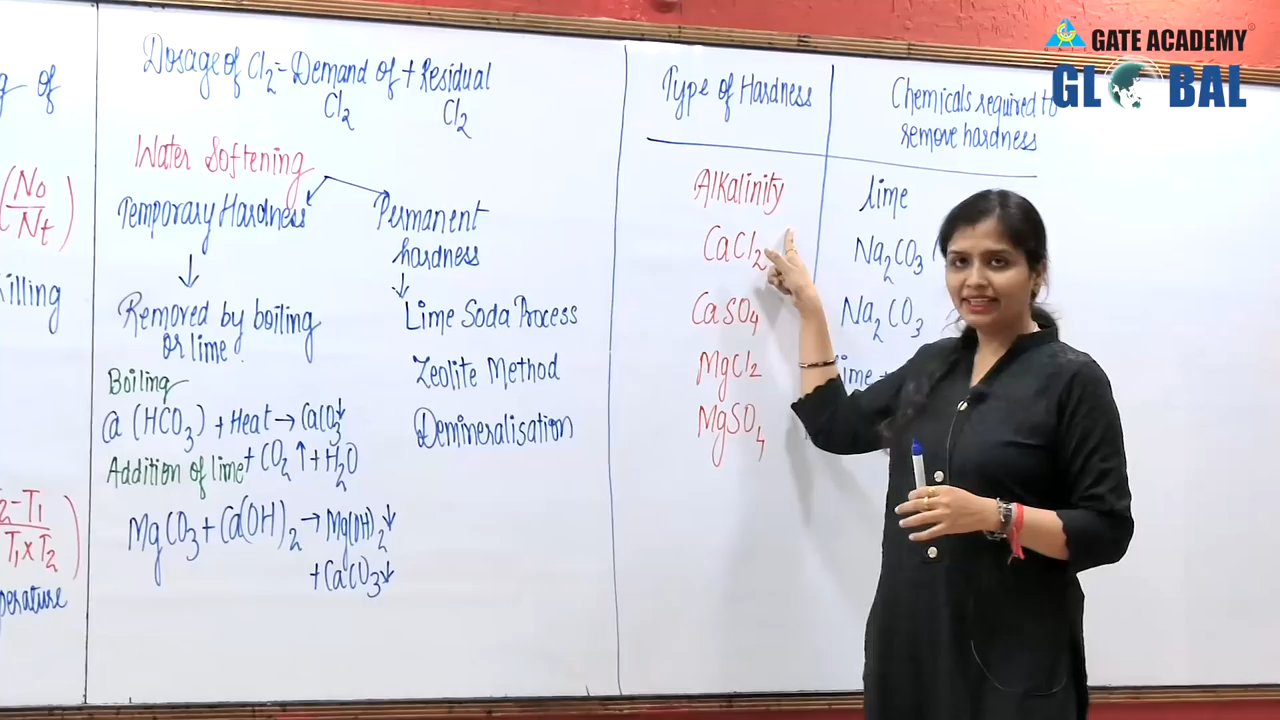 GATE ACADEMY
GLOBAL
g of
(No/Nt)
killing
T₁xT₂
perature
Dosage of Cl₂ = Demand of + Residual
Cl₂ Cl₂
Water Softening
Temporary Hardness
Removed by boiling
or lime.
Boiling
Ca(HCO₃) + Heat → CaCO₃↓
+ CO₂ ↑ + H₂O
Addition of lime
MgCO₃ + Ca(OH)₂ → Mg(OH)₂↓
+ CaCO₃↓
Permanent
hardness
Lime Soda Process
Zeolite Method
Demineralisation
Type of Hardness
Alkalinity
CaCl₂
CaSO₄
MgCl₂
MgSO₄
Chemicals required to
remove hardness
lime
Na₂CO₃
Na₂CO₃
lime +